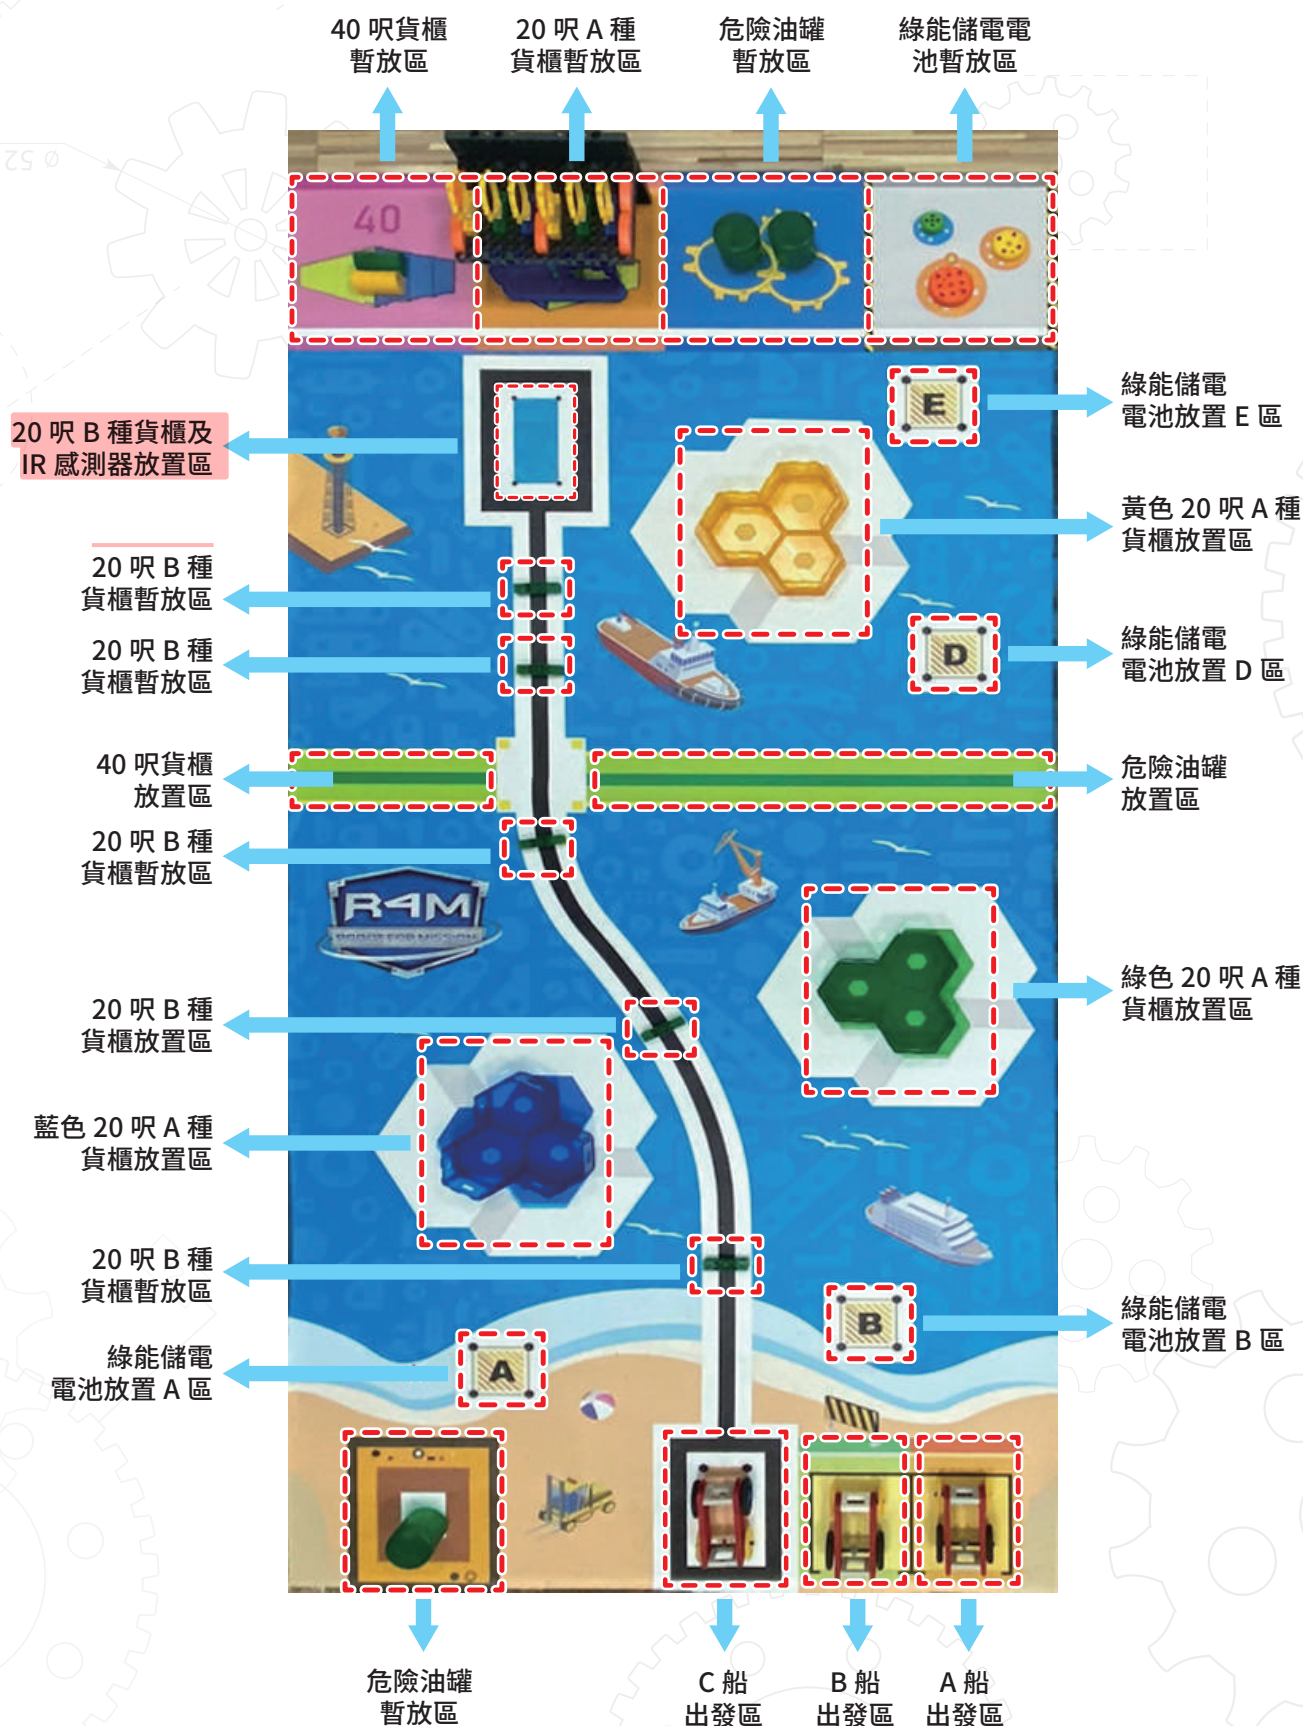 40 呎貨櫃
暫放區
20 呎 A 種
貨櫃暫放區
危險油罐
暫放區
綠能儲電電
池暫放區
ø 52
40
20 呎 B 種貨櫃及
IR 感測器放置區
E
綠能儲電
電池放置 E 區
黃色 20 呎 A 種
貨櫃放置區
20 呎 B 種
貨櫃暫放區
20 呎 B 種
貨櫃暫放區
D
綠能儲電
電池放置 D 區
40 呎貨櫃
放置區
危險油罐
放置區
20 呎 B 種
貨櫃暫放區
R4M
ROBOT FOR MISSION
綠色 20 呎 A 種
貨櫃放置區
20 呎 B 種
貨櫃放置區
藍色 20 呎 A 種
貨櫃放置區
20 呎 B 種
貨櫃暫放區
B
綠能儲電
電池放置 B 區
綠能儲電
電池放置 A 區
A
危險油罐
暫放區
C 船
出發區
B 船
出發區
A 船
出發區